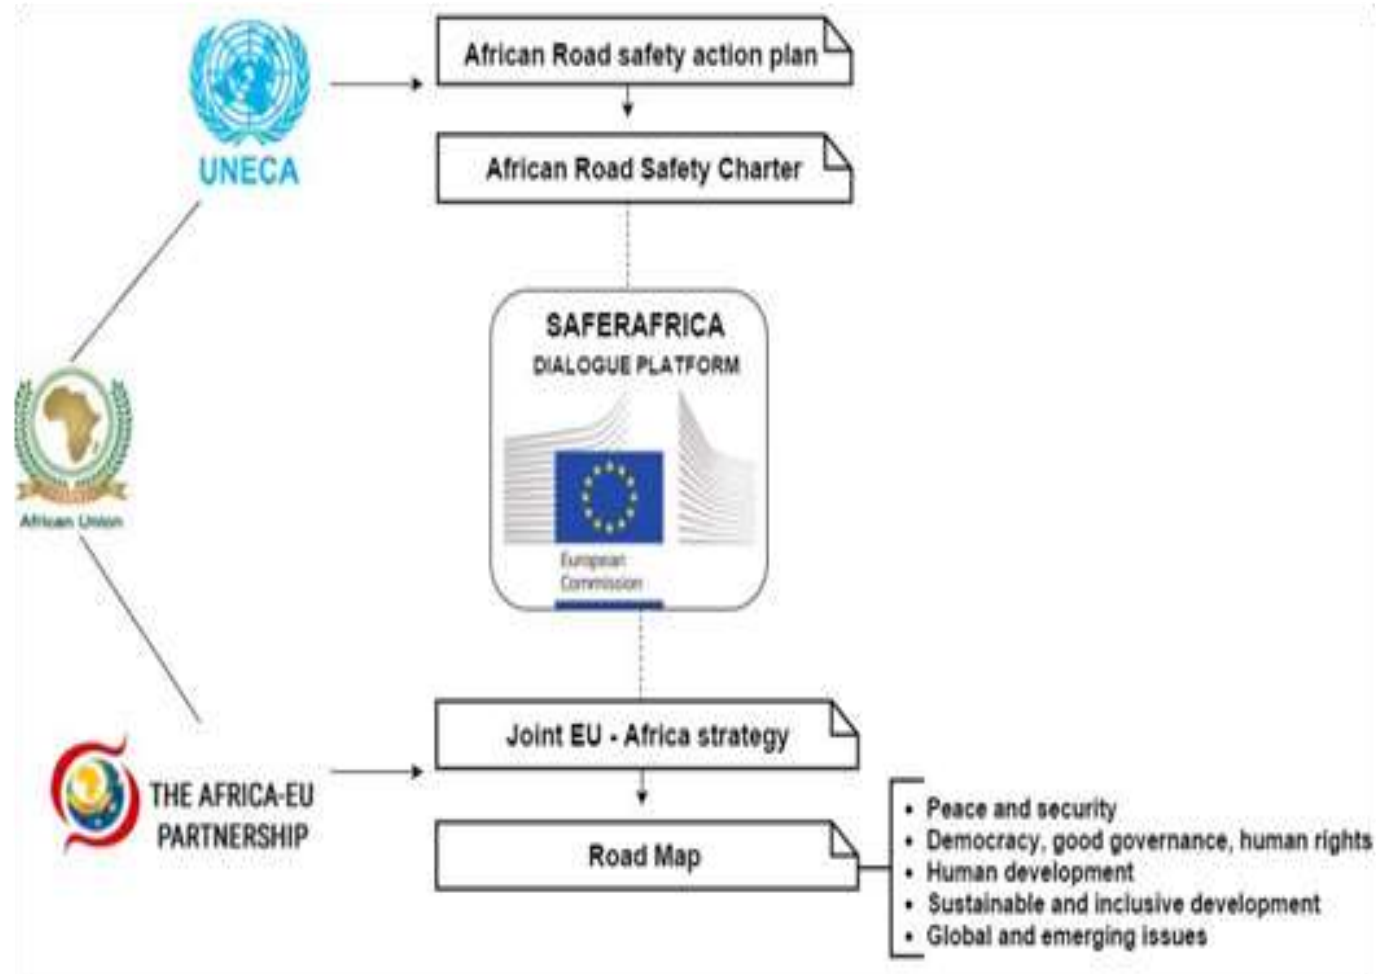 African Road safety action plan
UNECA
African Road Safety Charter
SAFERAFRICA
DIALOGUE PLATFORM
African Union
European
Commission
Joint EU - Africa strategy
THE AFRICA-EU
PARTNERSHIP
Road Map
• Peace and security
• Democracy, good governance, human rights
• Human development
• Sustainable and inclusive development
• Global and emerging issues